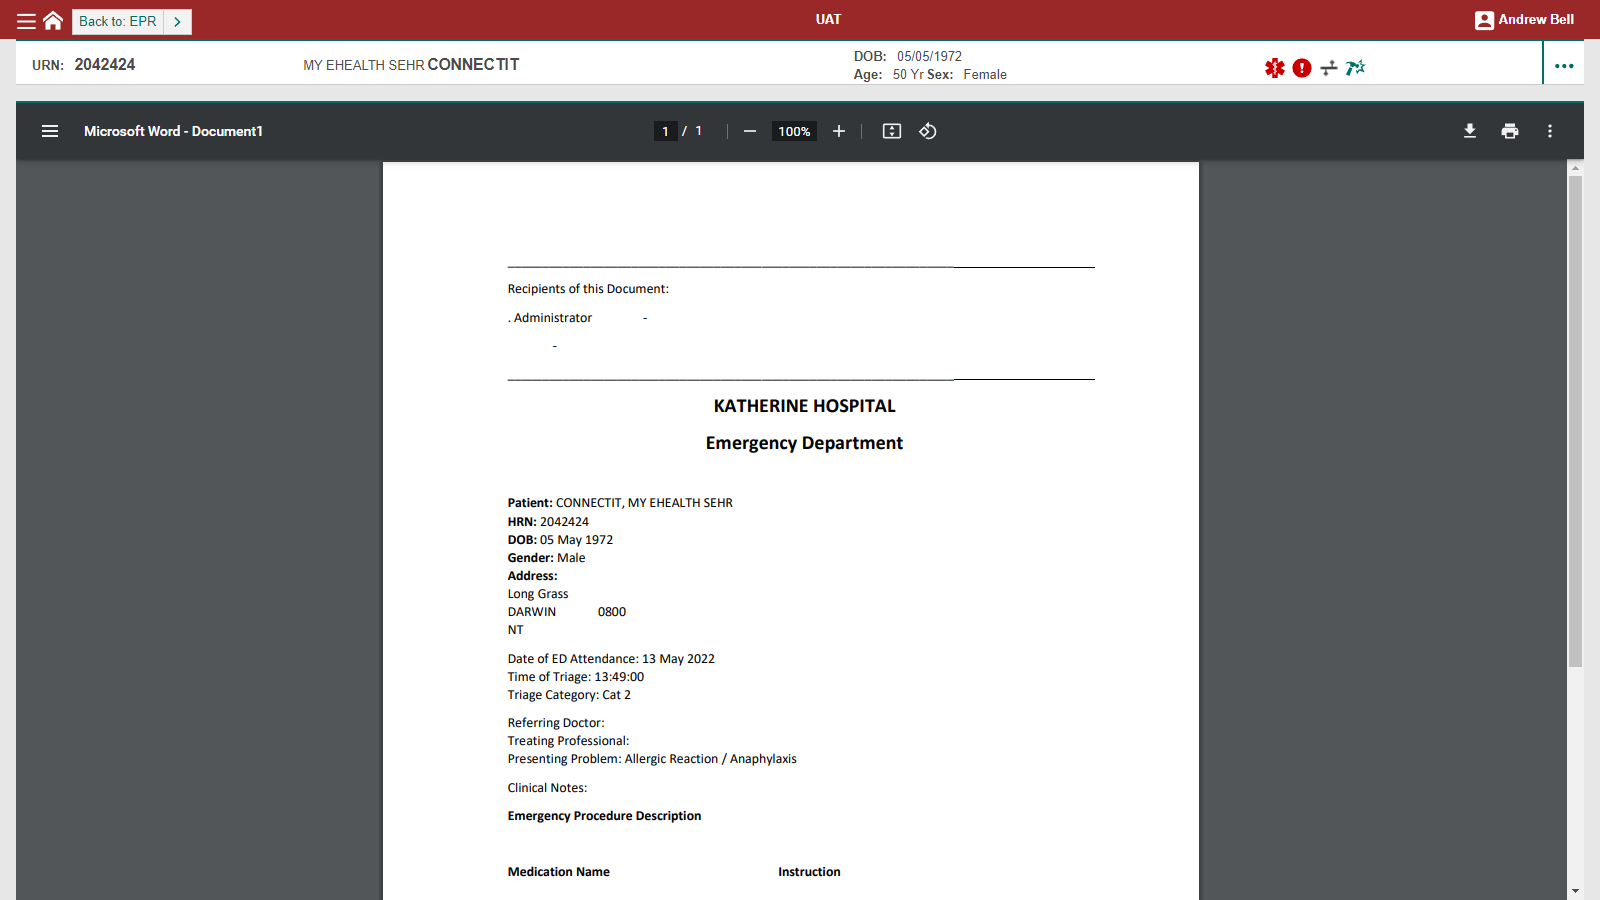 Back to: EPR
UAT
Andrew Bell
URN: 2042424
MY EHEALTH SEHR CONNECTIT
DOB: 05/05/1972
Age: 50 Yr Sex: Female
Microsoft Word - Document1
1 / 1
100%
Recipients of this Document:
. Administrator -
-
KATHERINE HOSPITAL
Emergency Department
Patient: CONNECTIT, MY EHEALTH SEHR
HRN: 2042424
DOB: 05 May 1972
Gender: Male
Address:
Long Grass
DARWIN 0800
NT
Date of ED Attendance: 13 May 2022
Time of Triage: 13:49:00
Triage Category: Cat 2
Referring Doctor:
Treating Professional:
Presenting Problem: Allergic Reaction / Anaphylaxis
Clinical Notes:
Emergency Procedure Description
Medication Name Instruction